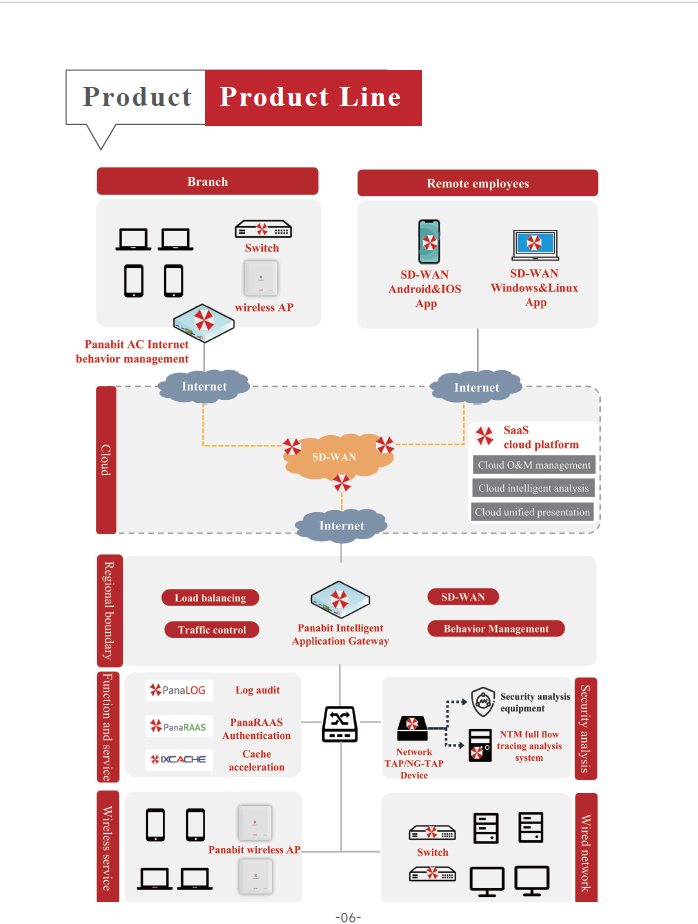 Product Product Line
Branch
Remote employees
Switch
wireless AP
Panabit AC Internet
behavior management
SD-WAN
Android&IOS
App
SD-WAN
Windows&Linux
App
Internet
Internet
Cloud
SD-WAN
SaaS
cloud platform
Cloud O&M management
Cloud intelligent analysis
Cloud unified presentation
Internet
Regional boundary
Load balancing
Traffic control
Panabit Intelligent
Application Gateway
SD-WAN
Behavior Management
Function and service
PanaLOG
Log audit
PanaRAAS
PanaRAAS
Authentication
IXCACHE
Cache
acceleration
Network
TAP/NG-TAP
Device
Security analysis
equipment
NTM full flow
tracing analysis
system
Security analysis
Wireless service
Panabit wireless AP
Switch
Wired network
-06-